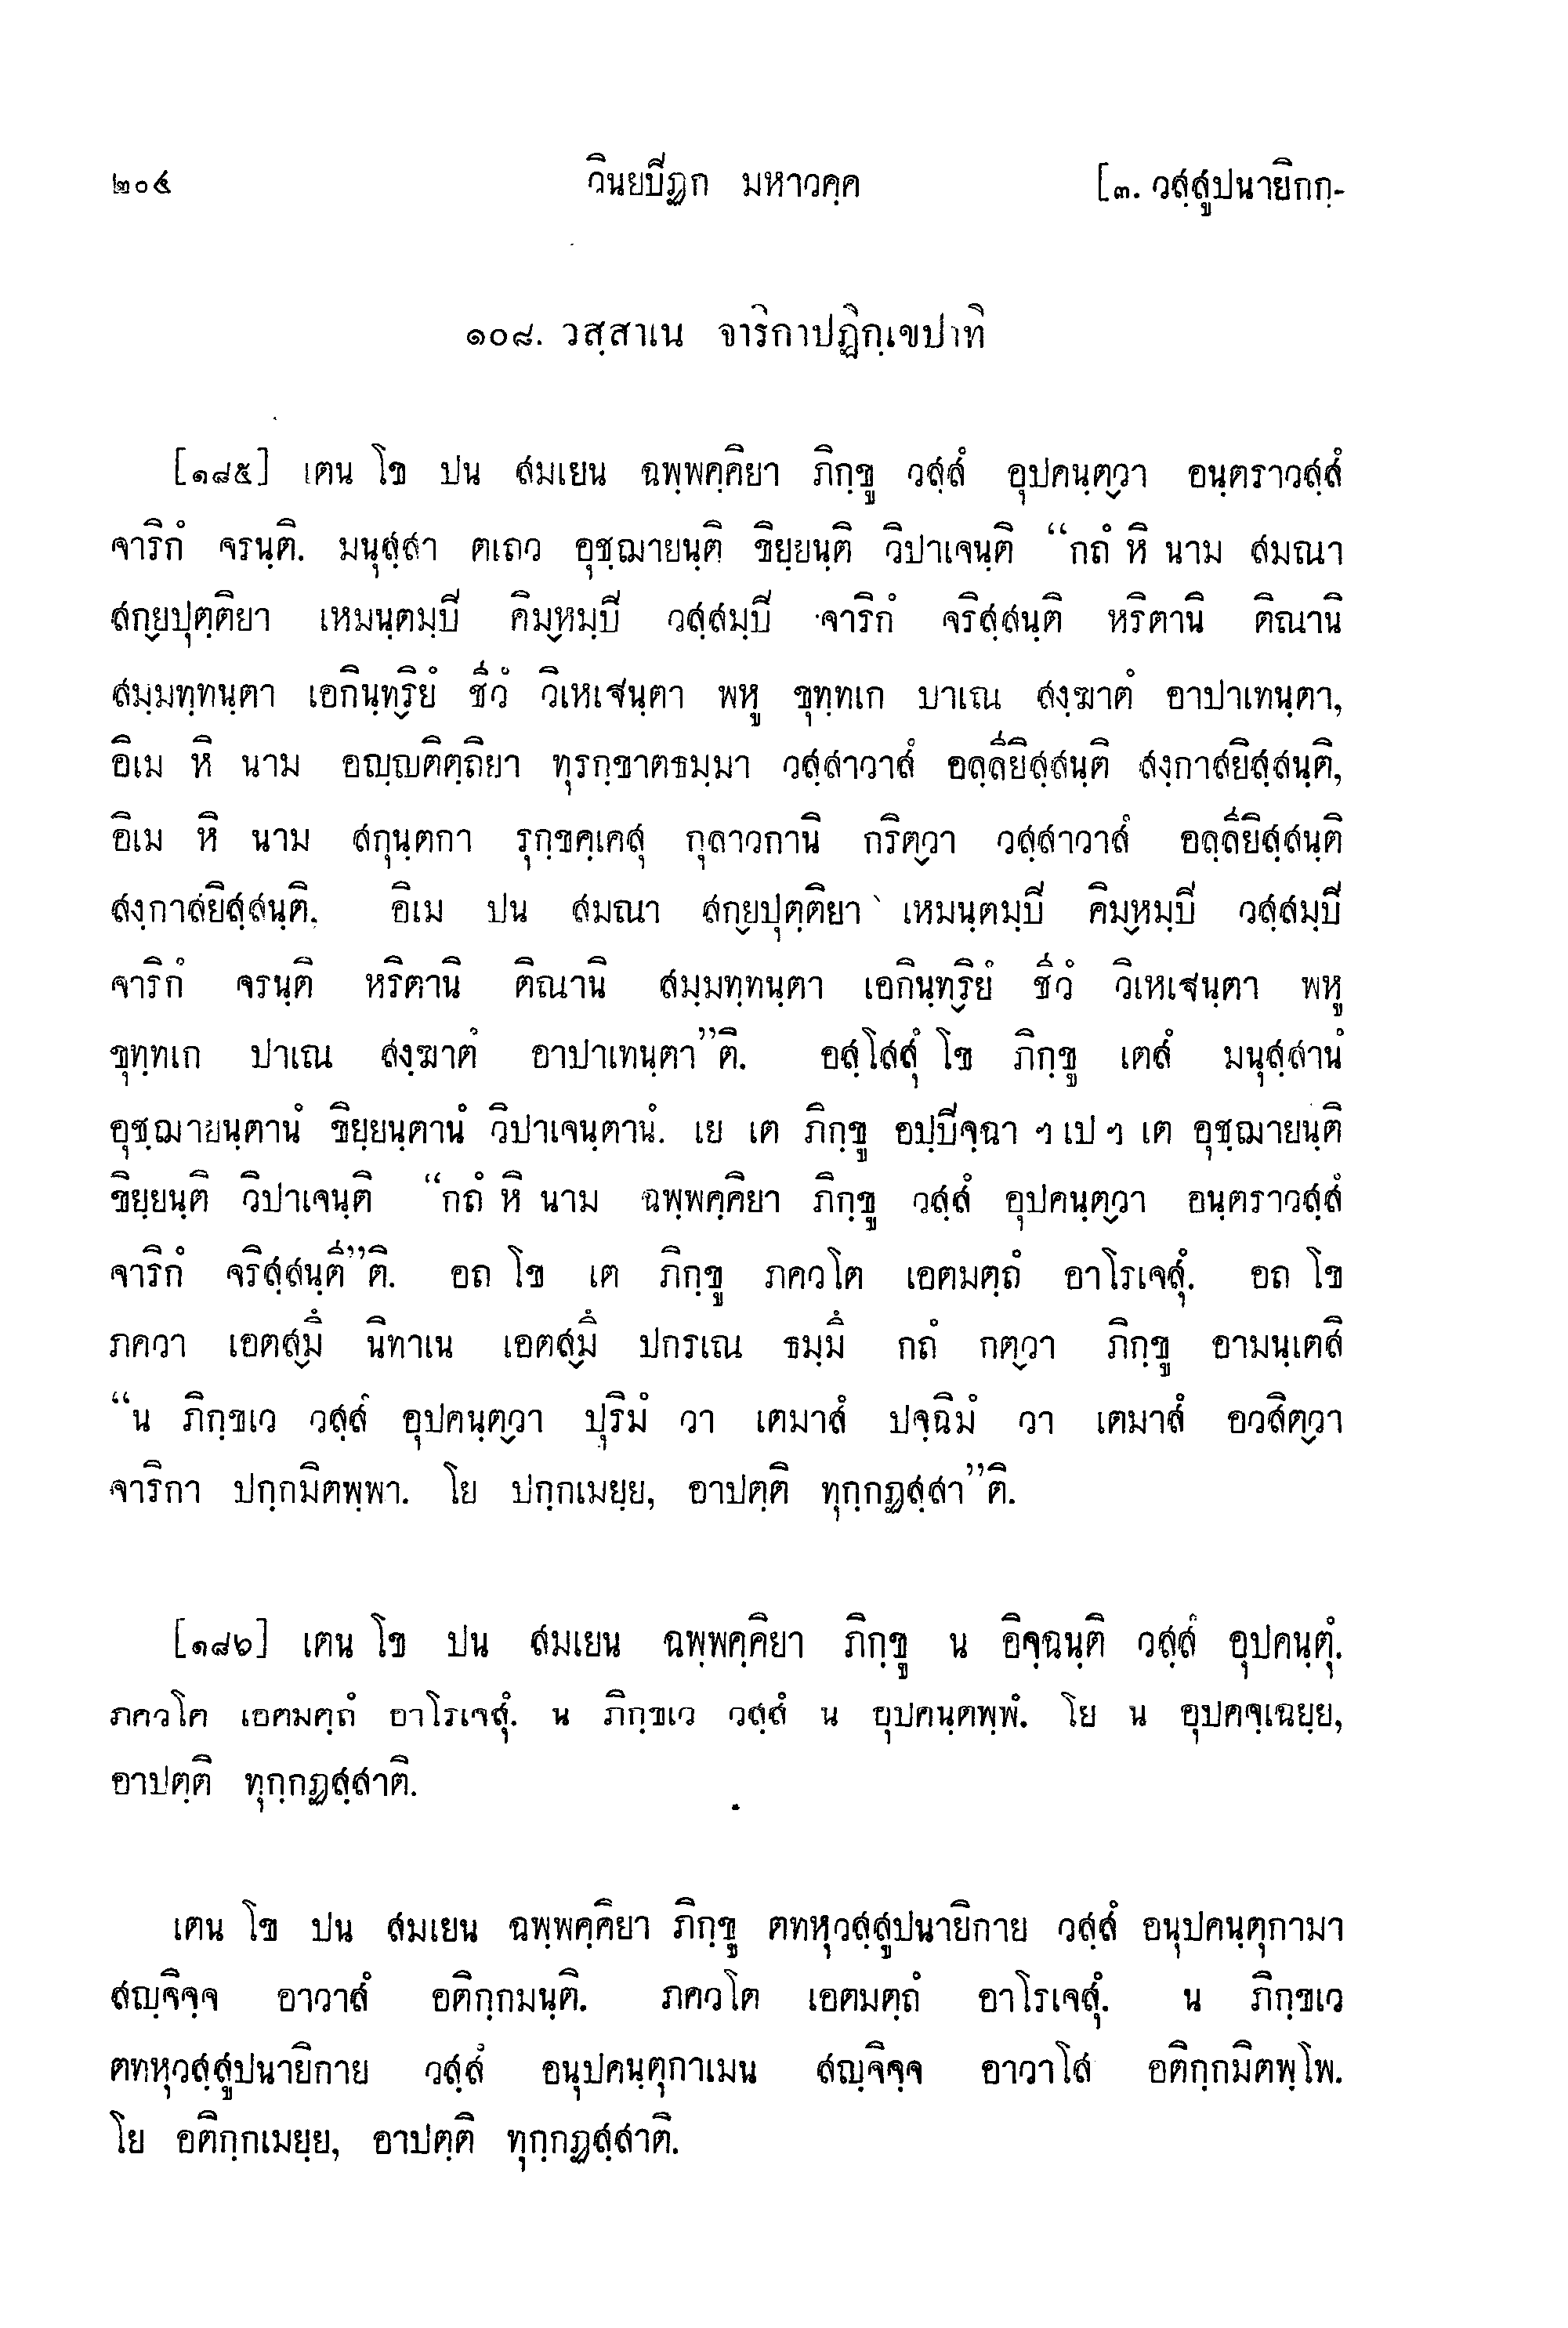 ๒๐๔ วินยปิฏก มหาวคฺค [๓. วสฺสูปนายิกกฺ-
๑๐๘. วสฺสาเน จาริกาปฏิกฺเขปาทิ
[๑๘๕] เตน โข ปน สมเยน ฉพฺพคฺคิยา ภิกฺขู วสฺสํ อุปคนฺตฺวา อนฺตราวสฺสํ
จาริกํ จรนฺติ. มนุสฺสา ตเถว อุชฺฌายนฺติ ขิยฺยนฺติ วิปาเจนฺติ “กถํ หิ นาม สมณา
สกฺยปุตฺติยา เหมนฺตมฺปิ คิมฺหมฺปิ วสฺสมฺปิ จาริกํ จริสฺสนฺติ หริตานิ ติณานิ
สมฺมทฺทนฺตา เอกินฺทฺริยํ ชีวํ วิเหเฐนฺตา พหู ขุทฺทเก ปาเณ สงฺฆาตํ อาปาเทนฺตา,
อิเม หิ นาม อญฺญติตฺถิยา ทุรกฺขาตธมฺมา วสฺสาวาสํ อลฺลียิสฺสนฺติ สงฺกาสยิสฺสนฺติ,
อิเม หิ นาม สกุนฺตกา รุกฺขคฺเคสุ กุลาวกานิ กริตฺวา วสฺสาวาสํ อลฺลียิสฺสนฺติ
สงฺกาสยิสฺสนฺติ. อิเม ปน สมณา สกฺยปุตฺติยา เหมนฺตมฺปิ คิมฺหมฺปิ วสฺสมฺปิ
จาริกํ จรนฺติ หริตานิ ติณานิ สมฺมทฺทนฺตา เอกินฺทฺริยํ ชีวํ วิเหเฐนฺตา พหู
ขุทฺทเก ปาเณ สงฺฆาตํ อาปาเทนฺตา”ติ. อสฺโสสุํ โข ภิกฺขู เตสํ มนุสฺสานํ
อุชฺฌายนฺตานํ ขิยฺยนฺตานํ วิปาเจนฺตานํ. เย เต ภิกฺขู อปฺปิจฺฉา ฯเปฯ เต อุชฺฌายนฺติ
ขิยฺยนฺติ วิปาเจนฺติ “กถํ หิ นาม ฉพฺพคฺคิยา ภิกฺขู วสฺสํ อุปคนฺตฺวา อนฺตราวสฺสํ
จาริกํ จริสฺสนฺตี”ติ. อถ โข เต ภิกฺขู ภควโต เอตมตฺถํ อาโรเจสุํ. อถ โข
ภควา เอตสฺมึ นิทาเน เอตสฺมึ ปกรเณ ธมฺมึ กถํ กตฺวา ภิกฺขู อามนฺเตสิ
“น ภิกฺขเว วสฺสํ อุปคนฺตฺวา ปุริมํ วา เตมาสํ ปจฺฉิมํ วา เตมาสํ อวสิตฺวา
จาริกา ปกฺกมิตพฺพา. โย ปกฺกเมยฺย, อาปตฺติ ทุกฺกฏสฺสา”ติ.
[๑๘๖] เตน โข ปน สมเยน ฉพฺพคฺคิยา ภิกฺขู น อิจฺฉนฺติ วสฺสํ อุปคนฺตุํ.
ภควโต เอตมตฺถํ อาโรเจสุํ. น ภิกฺขเว วสฺสํ น อุปคนฺตพฺพํ. โย น อุปคจฺเฉยฺย,
อาปตฺติ ทุกฺกฏสฺสาติ.
เตน โข ปน สมเยน ฉพฺพคฺคิยา ภิกฺขู ตทหุวสฺสูปนายิกาย วสฺสํ อนุปคนฺตุกามา
สญฺจิจฺจ อาวาสํ อติกฺกมนฺติ. ภควโต เอตมตฺถํ อาโรเจสุํ. น ภิกฺขเว
ตทหุวสฺสูปนายิกาย วสฺสํ อนุปคนฺตุกาเมน สญฺจิจฺจ อาวาโส อติกฺกมิตพฺโพ.
โย อติกฺกเมยฺย, อาปตฺติ ทุกฺกฏสฺสาติ.